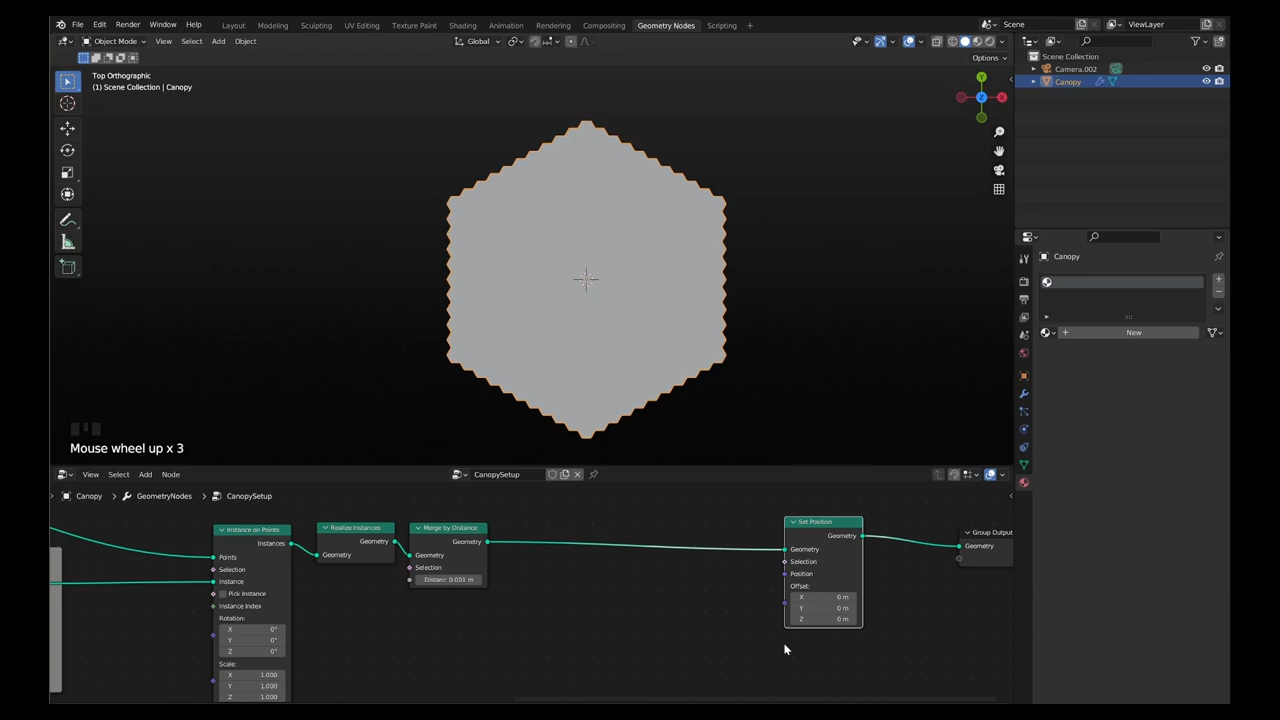 File Edit Render Window Help Layout Modeling Sculpting UV Editing Texture Paint Shading Animation Rendering Compositing Geometry Nodes Scripting + Scene ViewLayer
Object Mode View Select Add Object Global
Options
Top Orthographic
(1) Scene Collection | Canopy
Y
X
Z
Mouse wheel up x 3
Scene Collection
Camera.002
Canopy
Canopy
New
View Select Add Node CanopySetup
Canopy > GeometryNodes > CanopySetup
Instance on Points
Instances
Points
Selection
Instance
Pick Instance
Instance Index
Rotation:
X 0°
Y 0°
Z 0°
Scale:
X 1.000
Y 1.000
Z 1.000
Realize Instances
Geometry
Geometry
Merge by Distance
Geometry
Geometry
Selection
Distanc 0.001 m
Set Position
Geometry
Geometry
Selection
Position
Offset:
X 0 m
Y 0 m
Z 0 m
Group Output
Geometry